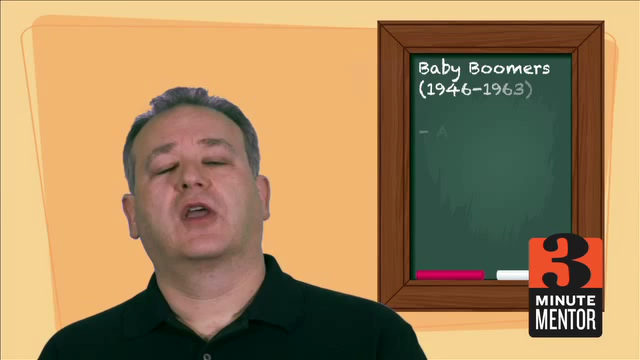 Baby Boomers
(1946-1963)
- A
3
MINUTE
MENTOR